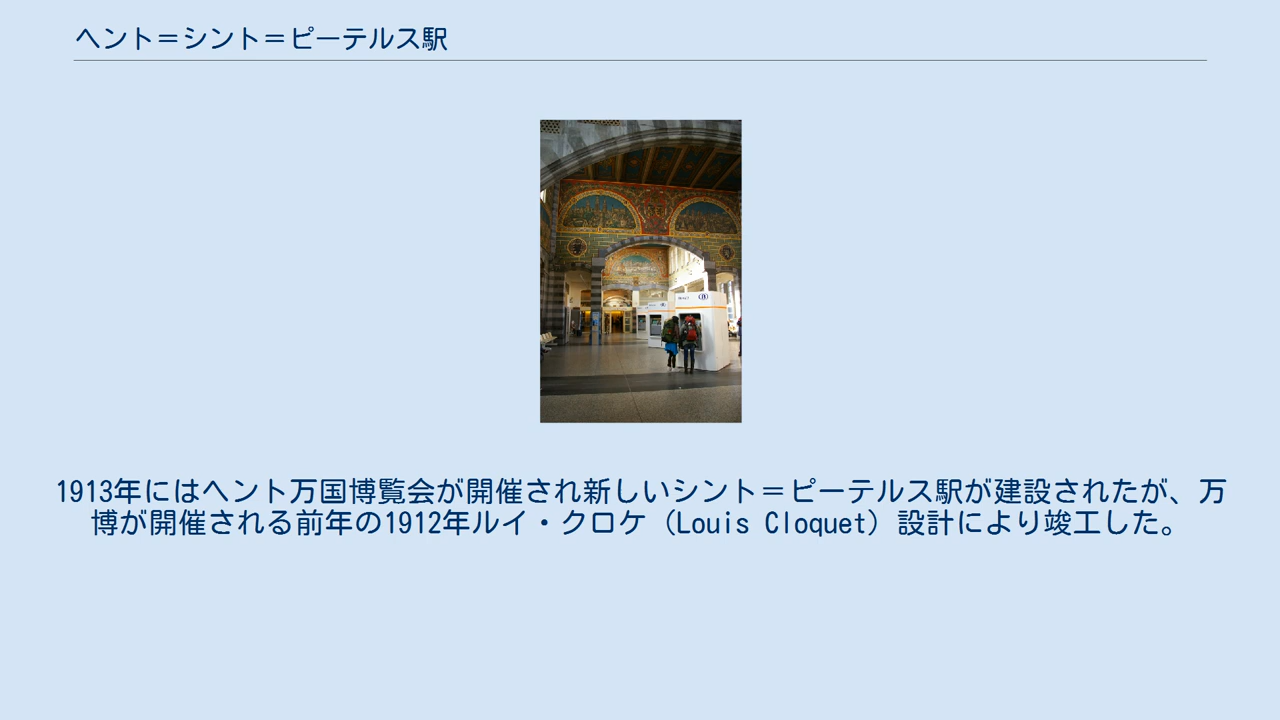 ヘント＝シント＝ピーテルス駅
1913年にはヘント万国博覧会が開催され新しいシント＝ピーテルス駅が建設されたが、万
博が開催される前年の1912年ルイ・クロケ（Louis Cloquet）設計により竣工した。